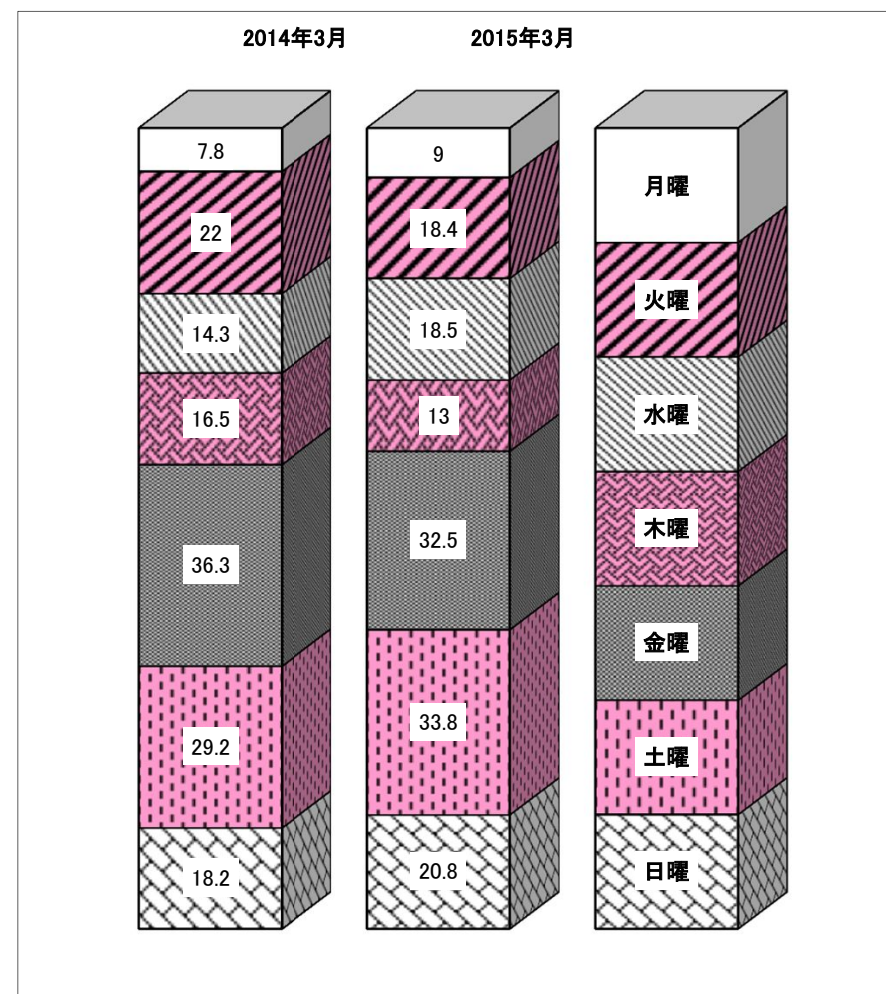 2014年3月 2015年3月
7.8 9 月曜
22 18.4 火曜
14.3 18.5 水曜
16.5 13 木曜
36.3 32.5 金曜
29.2 33.8 土曜
18.2 20.8 日曜